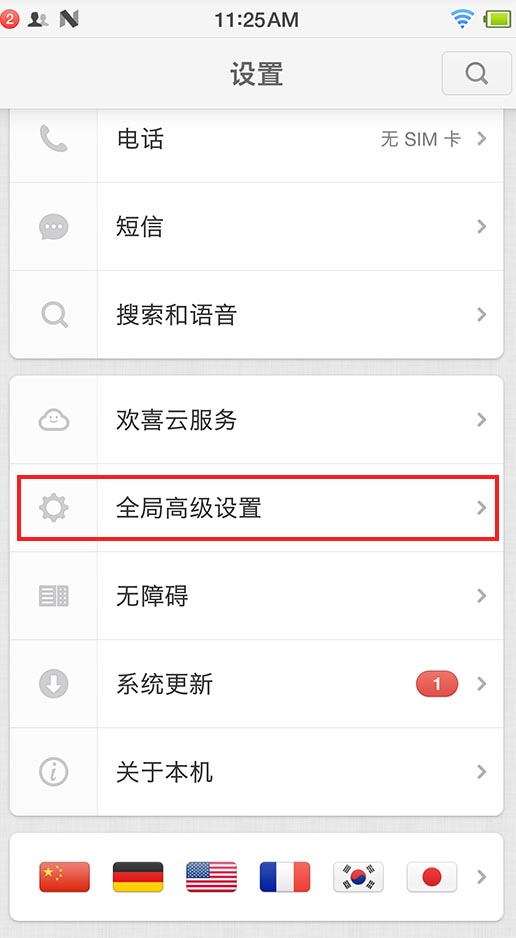 2
11:25AM
设置
电话
无 SIM 卡
短信
搜索和语音
欢喜云服务
全局高级设置
无障碍
系统更新
1
关于本机